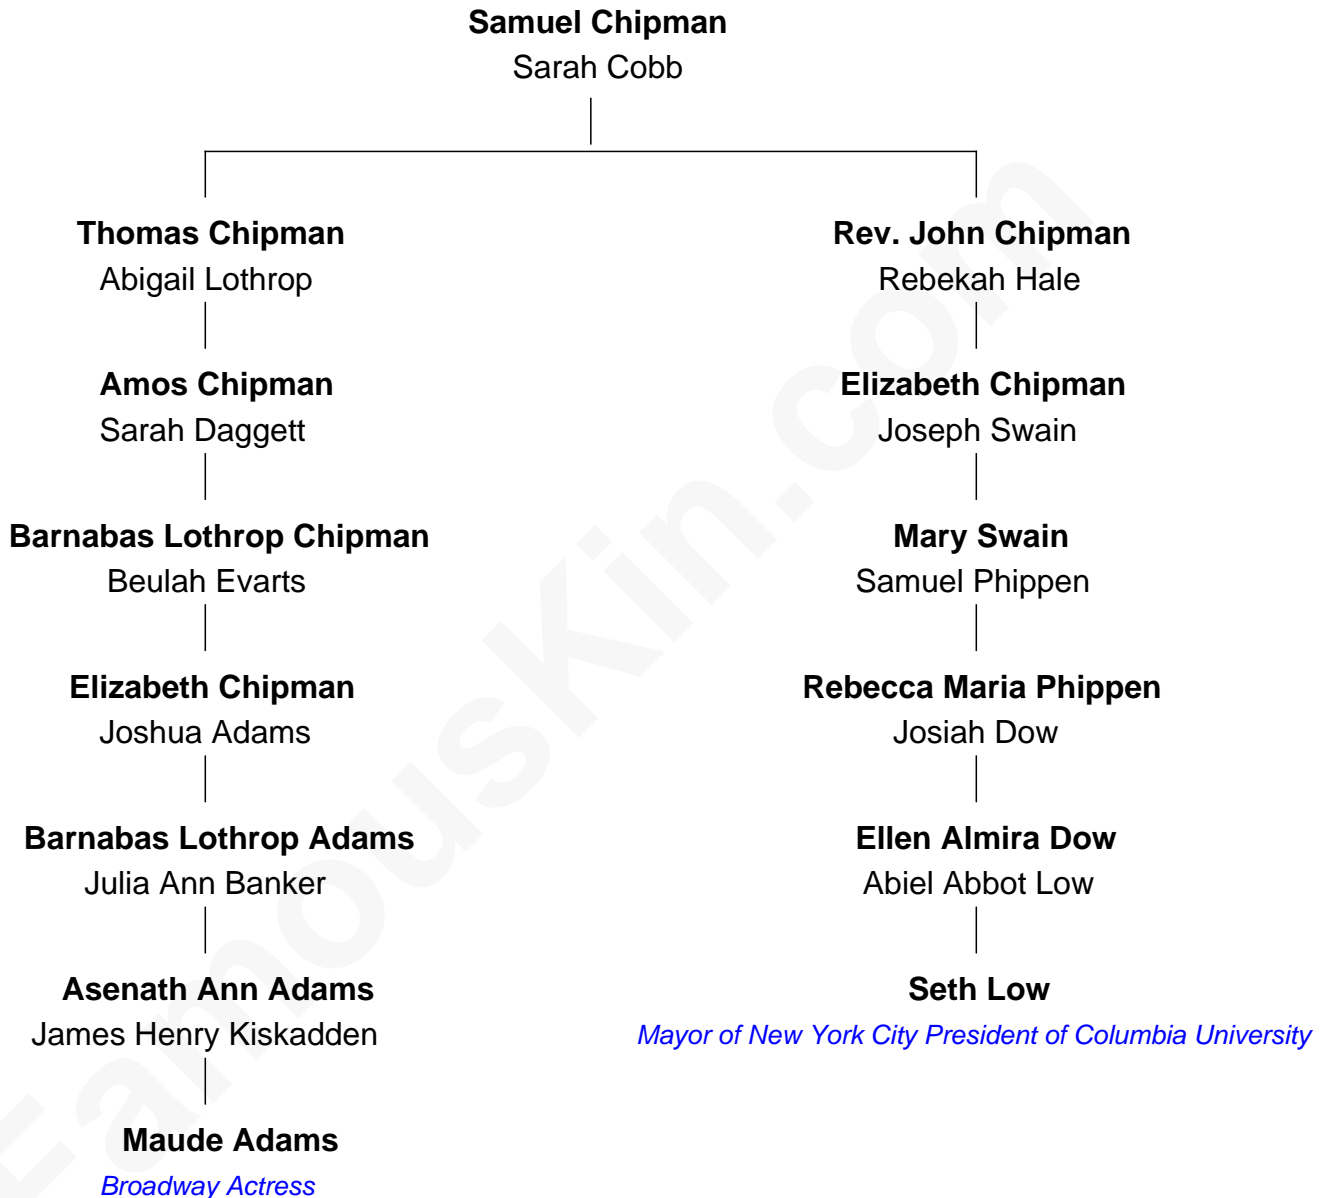 Samuel Chipman
Sarah Cobb
Thomas Chipman
Abigail Lothrop
Amos Chipman
Sarah Daggett
Barnabas Lothrop Chipman
Beulah Evarts
Elizabeth Chipman
Joshua Adams
Barnabas Lothrop Adams
Julia Ann Banker
Asenath Ann Adams
James Henry Kiskadden
Maude Adams
Broadway Actress
Rev. John Chipman
Rebekah Hale
Elizabeth Chipman
Joseph Swain
Mary Swain
Samuel Phippen
Rebecca Maria Phippen
Josiah Dow
Ellen Almira Dow
Abiel Abbot Low
Seth Low
Mayor of New York City President of Columbia University
FamousKin.com